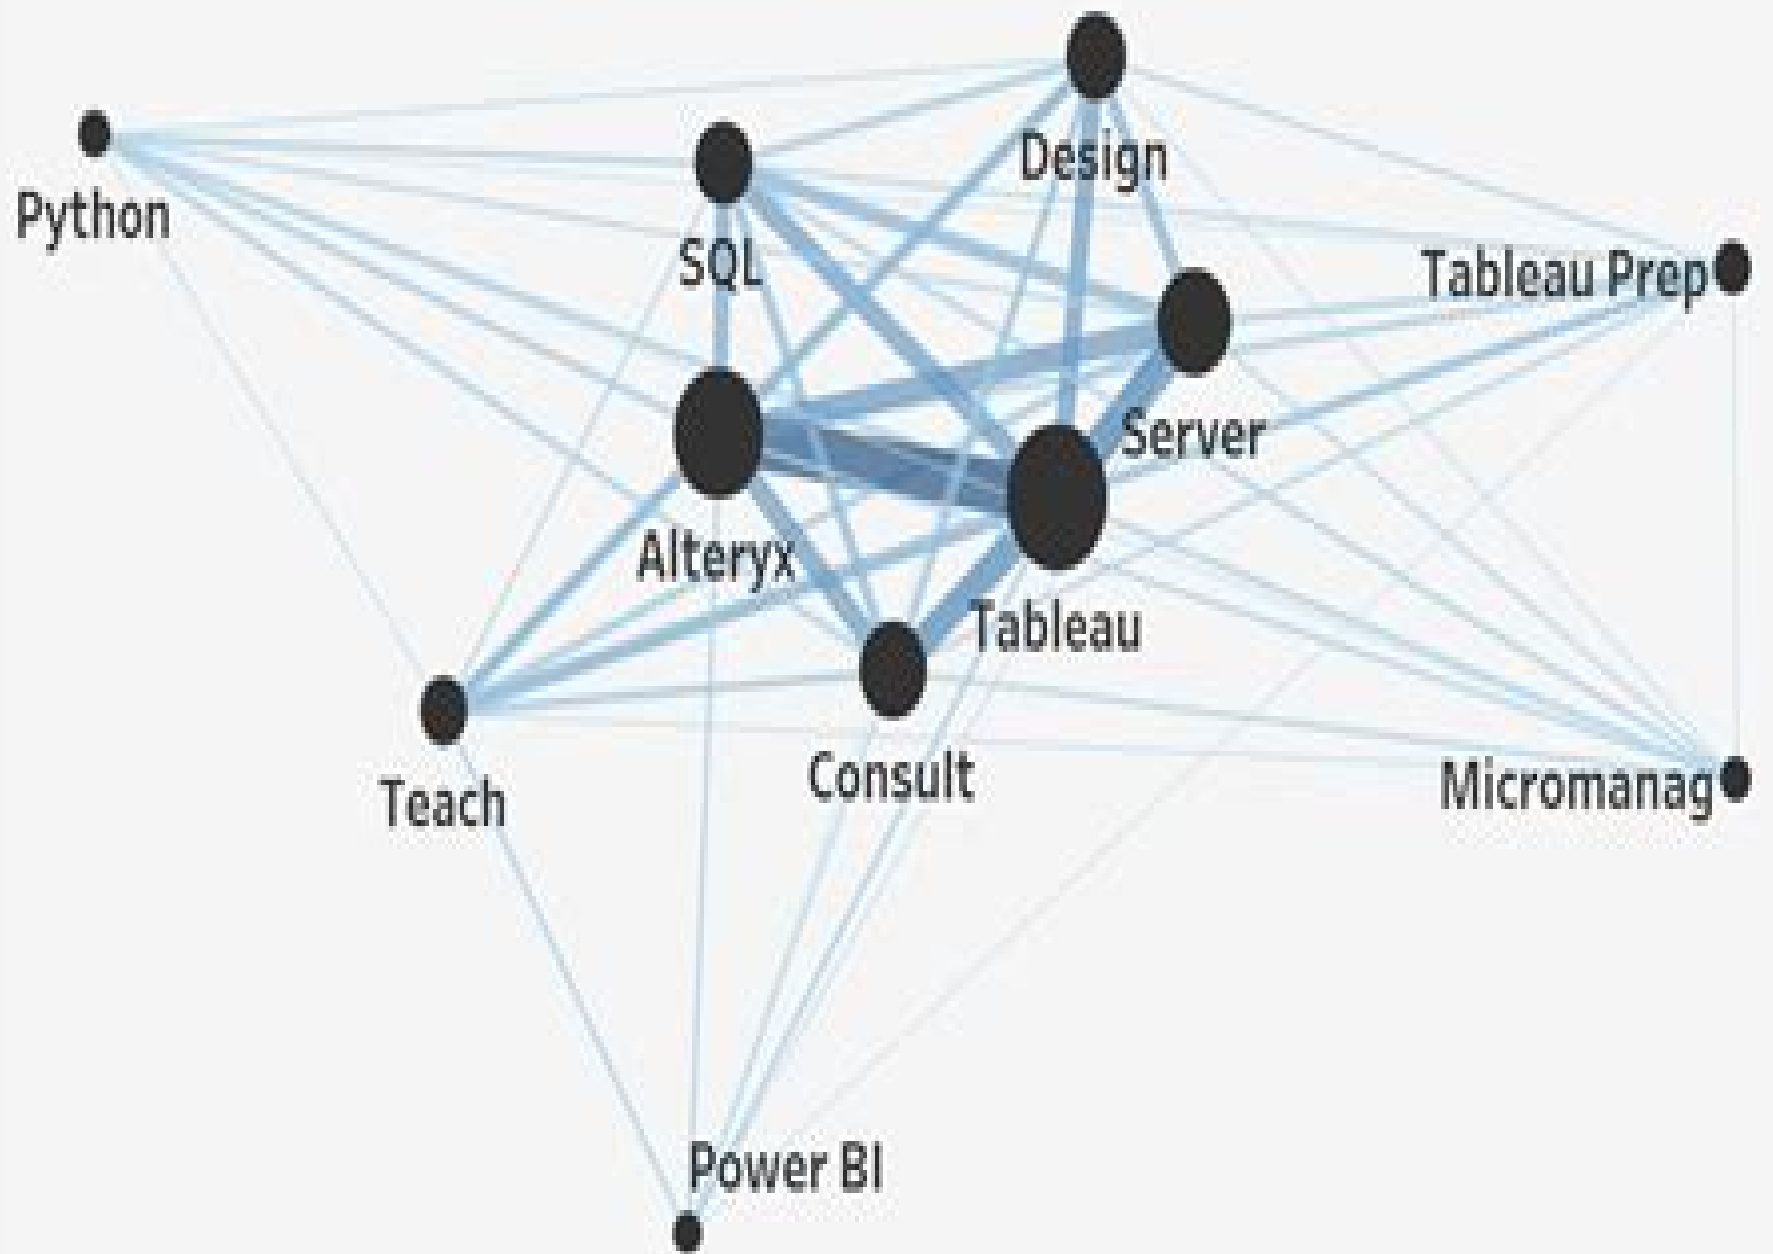 Design
Python
SQL
Tableau Prep
Server
Alteryx
Tableau
Consult
Teach
Micromanag
Power BI